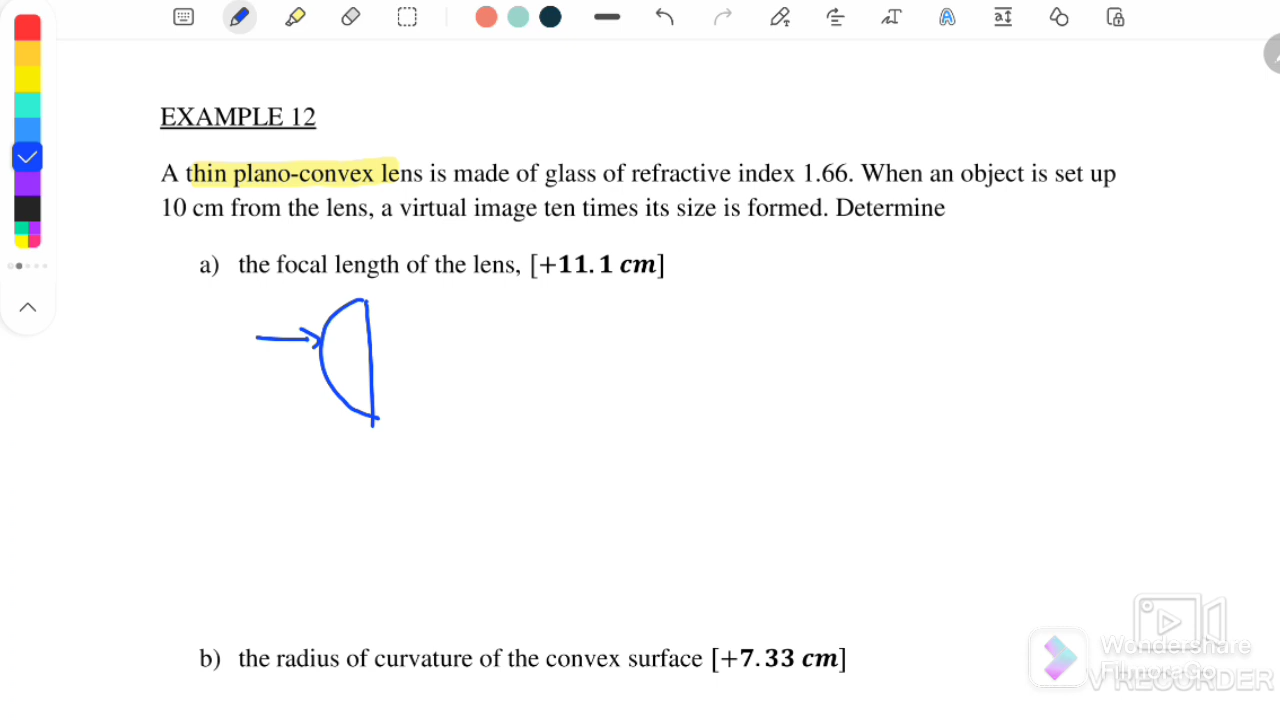 EXAMPLE 12
A thin plano-convex lens is made of glass of refractive index 1.66. When an object is set up
10 cm from the lens, a virtual image ten times its size is formed. Determine
a) the focal length of the lens, [+11.1 cm]
b) the radius of curvature of the convex surface [+7.33 cm]
Wondershare
FilmoraGo
V RECORDER